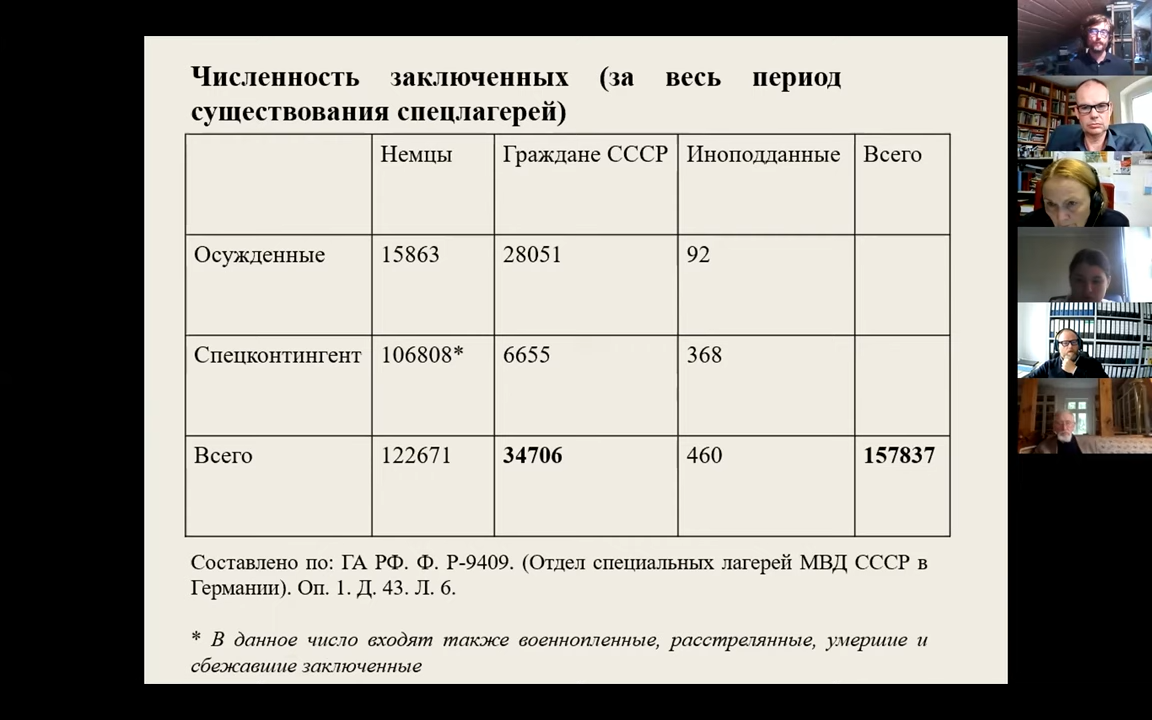 Численность заключенных (за весь период
существования спецлагерей)
Немцы Граждане СССР Иноподданные Всего
Осужденные 15863 28051 92
Спецконтингент 106808* 6655 368
Всего 122671 34706 460 157837
Составлено по: ГА РФ. Ф. Р-9409. (Отдел специальных лагерей МВД СССР в
Германии). Оп. 1. Д. 43. Л. 6.
* В данное число входят также военнопленные, расстрелянные, умершие и
сбежавшие заключенные